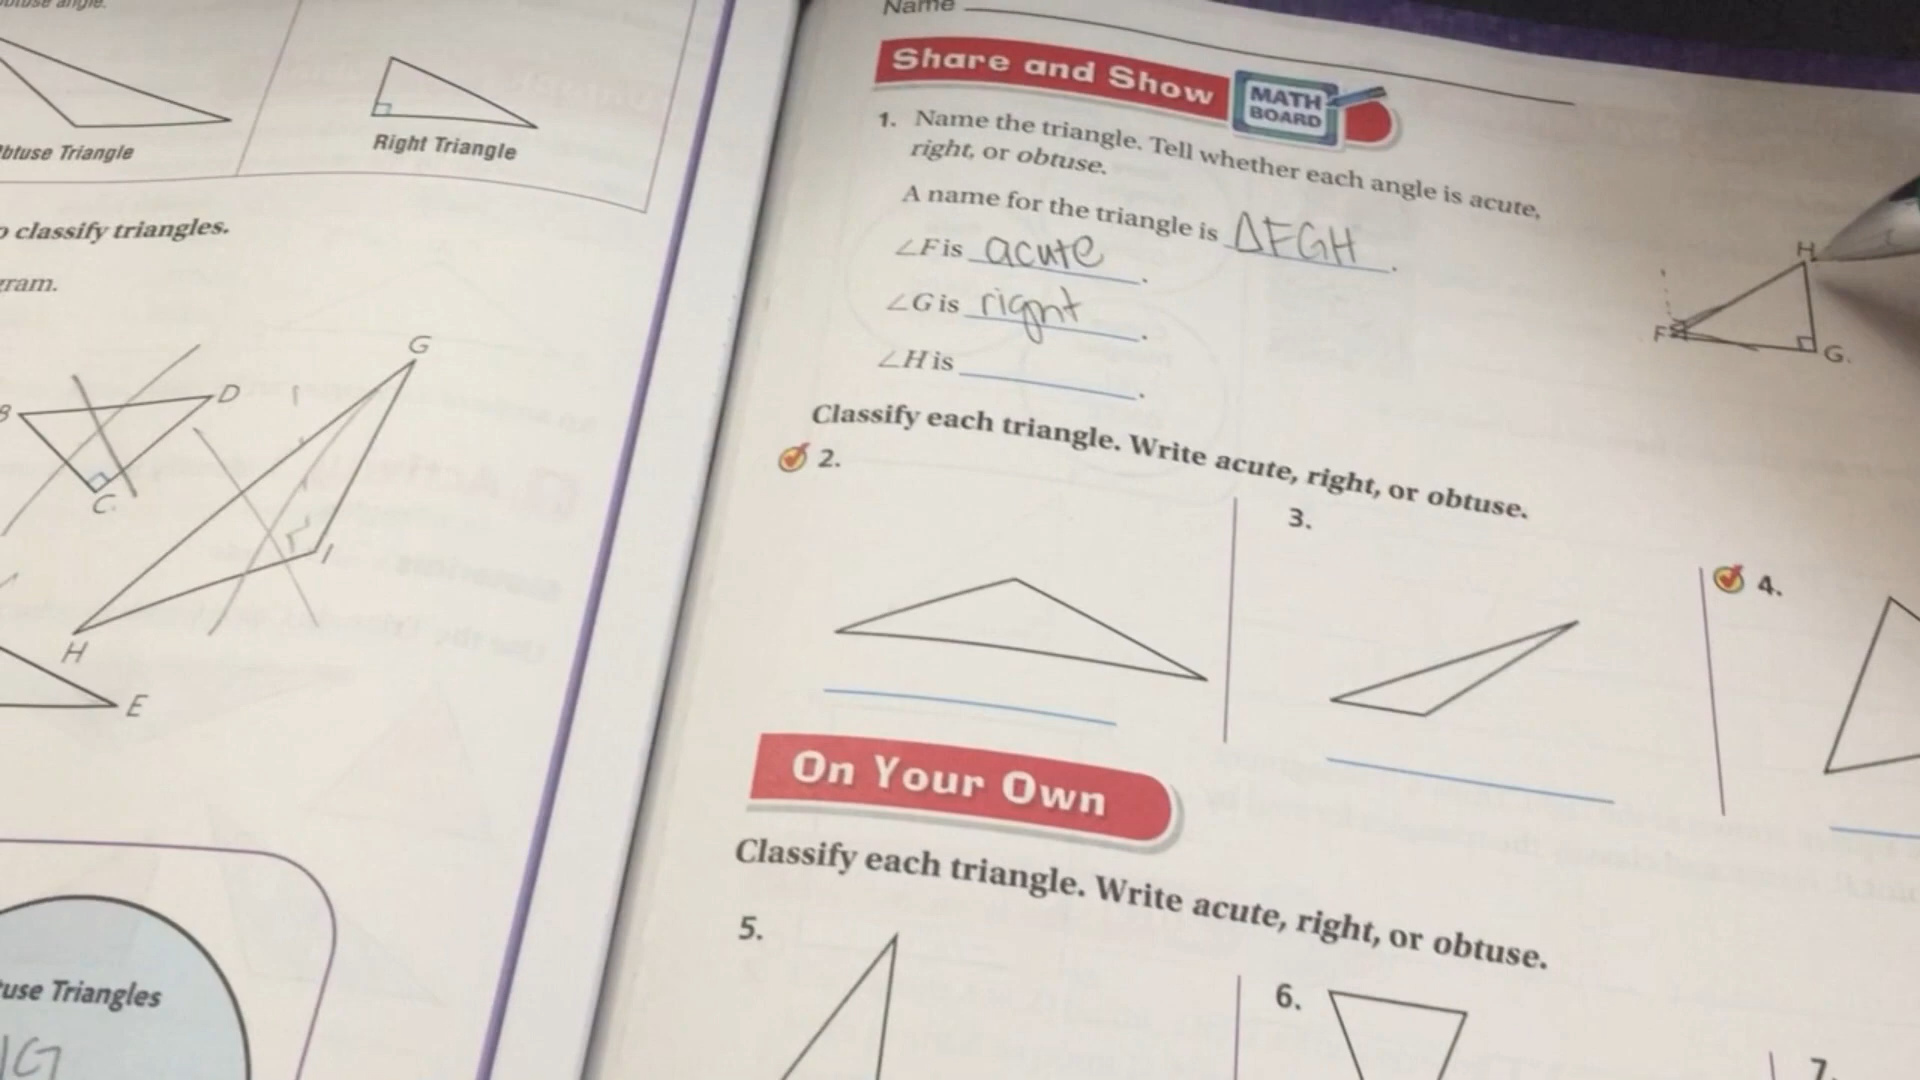 Right Triangle
Triangle
classify triangles.
B
D
G
C
I
H
E
Triangles
Name
Share and Show
MATH
BOARD
1. Name the triangle. Tell whether each angle is acute,
right, or obtuse.
A name for the triangle is ΔFGH.
∠F is acute.
∠G is right.
∠H is .
H
F
G
Classify each triangle. Write acute, right, or obtuse.
2.
3.
4.
On Your Own
Classify each triangle. Write acute, right, or obtuse.
5.
6.
7.